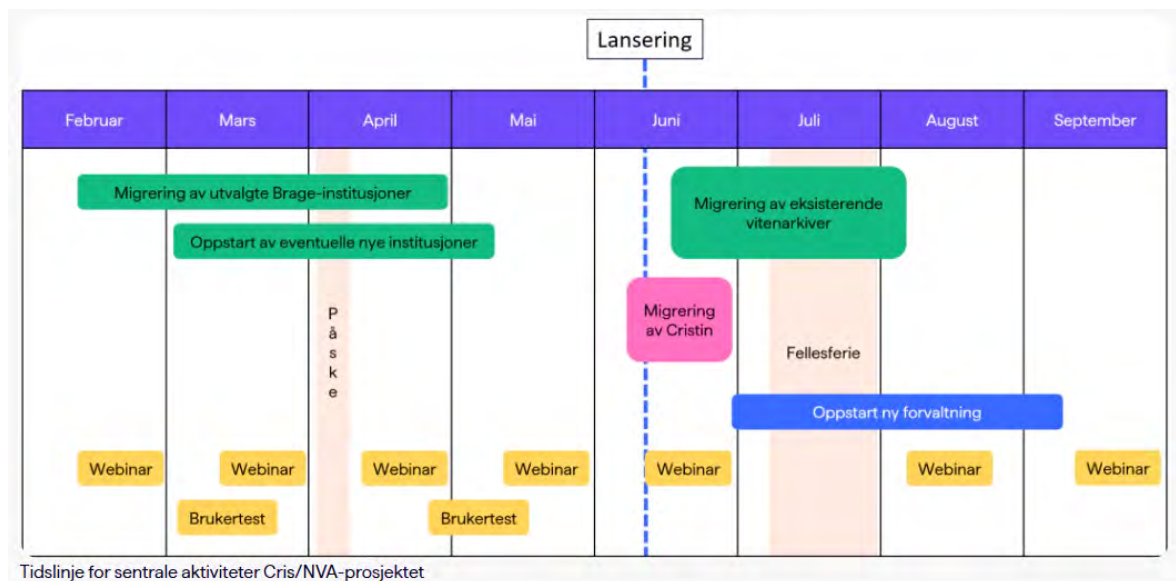 Lansering
Februar Mars April Mai Juni Juli August September
Migrering av utvalgte Brage-institusjoner
Oppstart av eventuelle nye institusjoner
Migrering av eksisterende
vitenarkiver
Påske
Migrering
av Cristin
Fellesferie
Oppstart ny forvaltning
Webinar Webinar Webinar Webinar Webinar Webinar Webinar
Brukertest Brukertest
Tidslinje for sentrale aktiviteter Cris/NVA-prosjektet